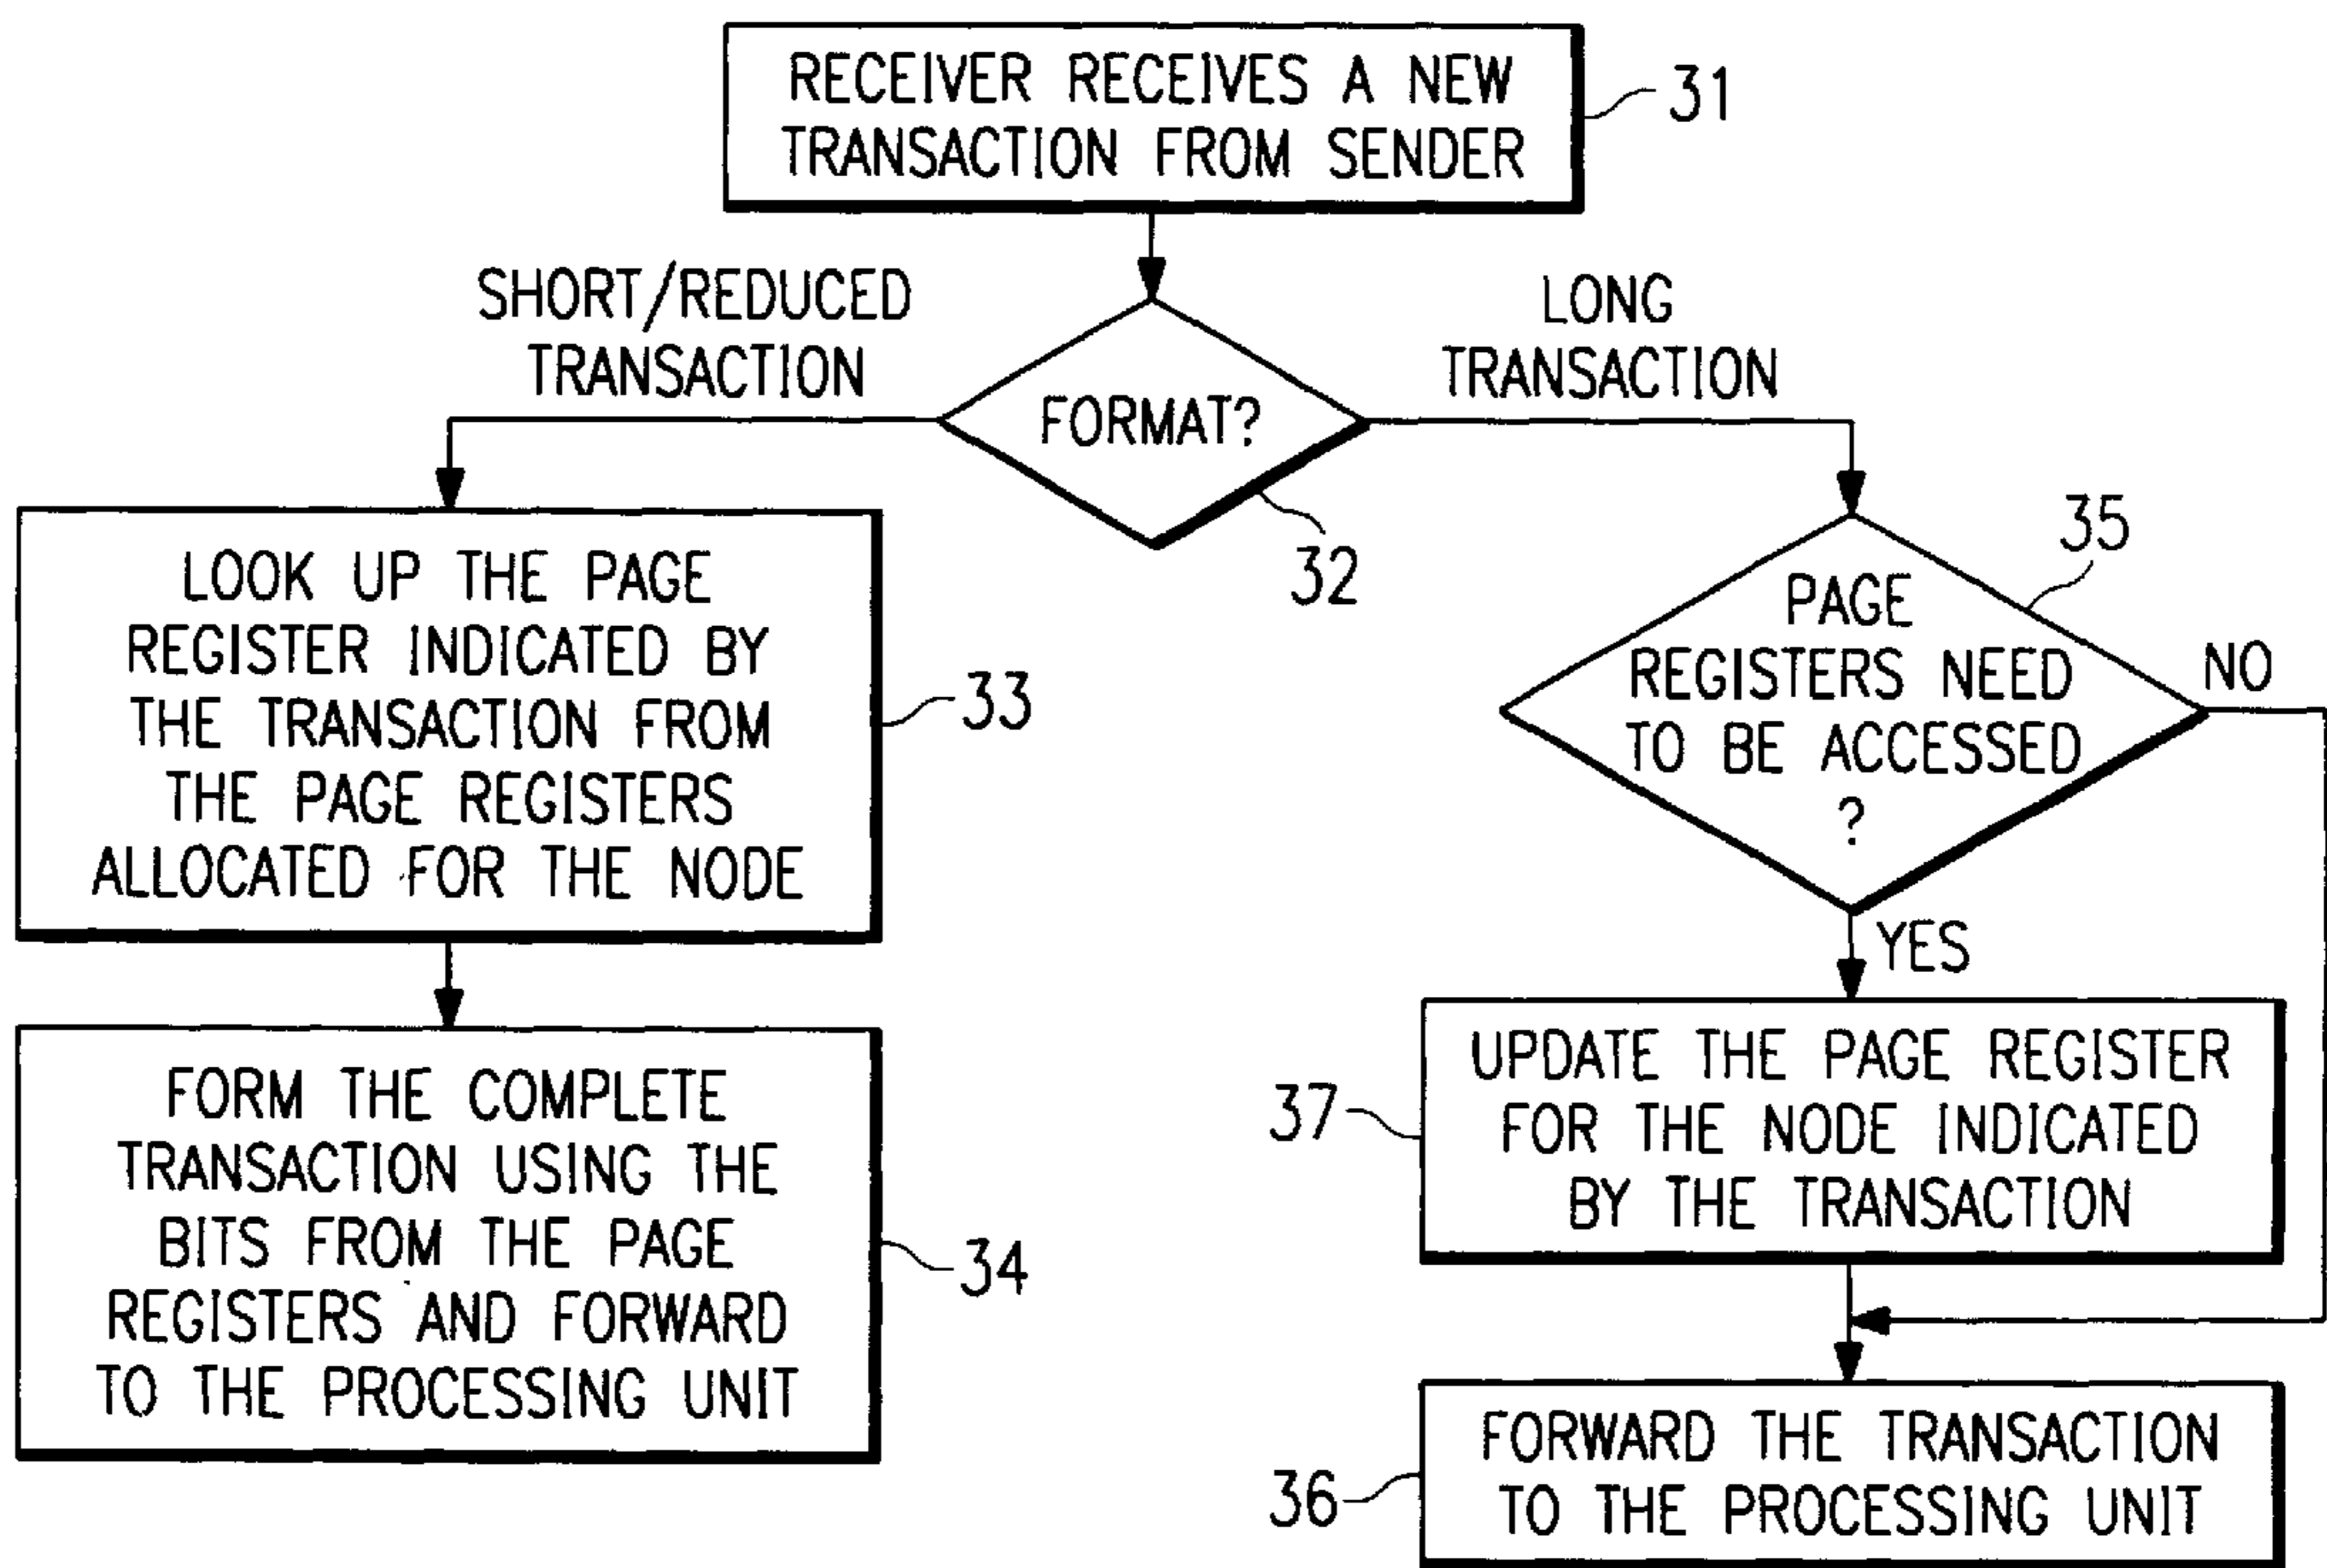 RECEIVER RECEIVES A NEW
TRANSACTION FROM SENDER
31
SHORT/REDUCED
TRANSACTION
LONG
TRANSACTION
FORMAT?
32
LOOK UP THE PAGE
REGISTER INDICATED BY
THE TRANSACTION FROM
THE PAGE REGISTERS
ALLOCATED FOR THE NODE
33
35
PAGE
REGISTERS NEED
TO BE ACCESSED
?
NO
YES
FORM THE COMPLETE
TRANSACTION USING THE
BITS FROM THE PAGE
REGISTERS AND FORWARD
TO THE PROCESSING UNIT
34
UPDATE THE PAGE REGISTER
FOR THE NODE INDICATED
BY THE TRANSACTION
37
FORWARD THE TRANSACTION
TO THE PROCESSING UNIT
36